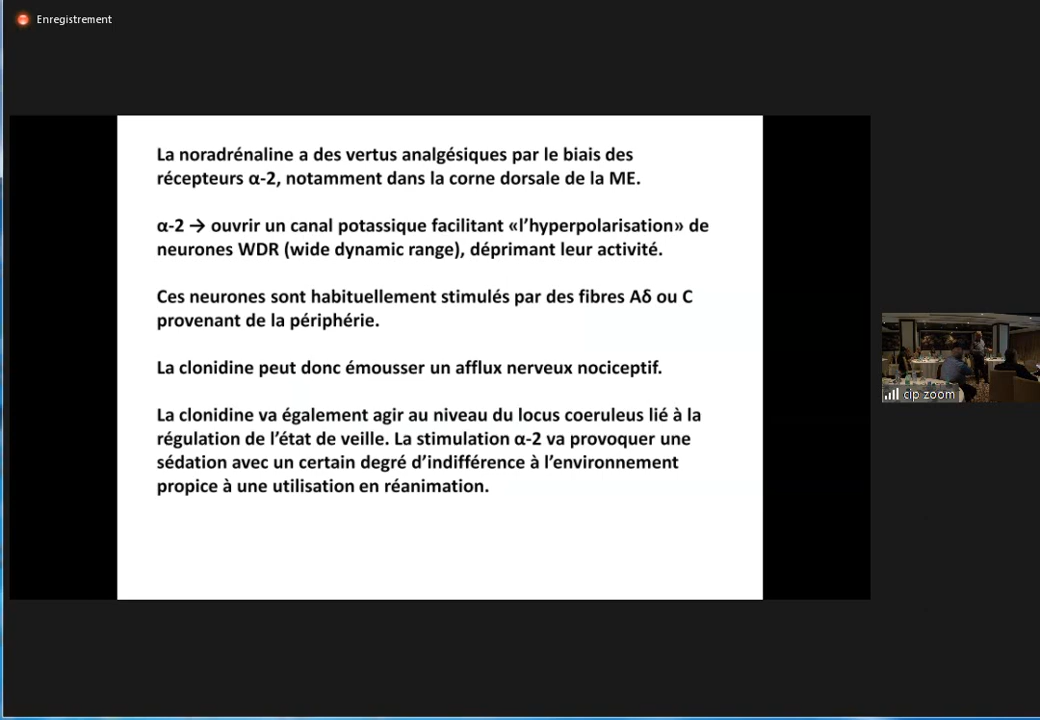 Enregistrement
La noradrénaline a des vertus analgésiques par le biais des
récepteurs α-2, notamment dans la corne dorsale de la ME.
α-2 → ouvrir un canal potassique facilitant «l’hyperpolarisation» de
neurones WDR (wide dynamic range), déprimant leur activité.
Ces neurones sont habituellement stimulés par des fibres Aδ ou C
provenant de la périphérie.
La clonidine peut donc émousser un afflux nerveux nociceptif.
La clonidine va également agir au niveau du locus coeruleus lié à la
régulation de l’état de veille. La stimulation α-2 va provoquer une
sédation avec un certain degré d’indifférence à l’environnement
propice à une utilisation en réanimation.
cip zoom